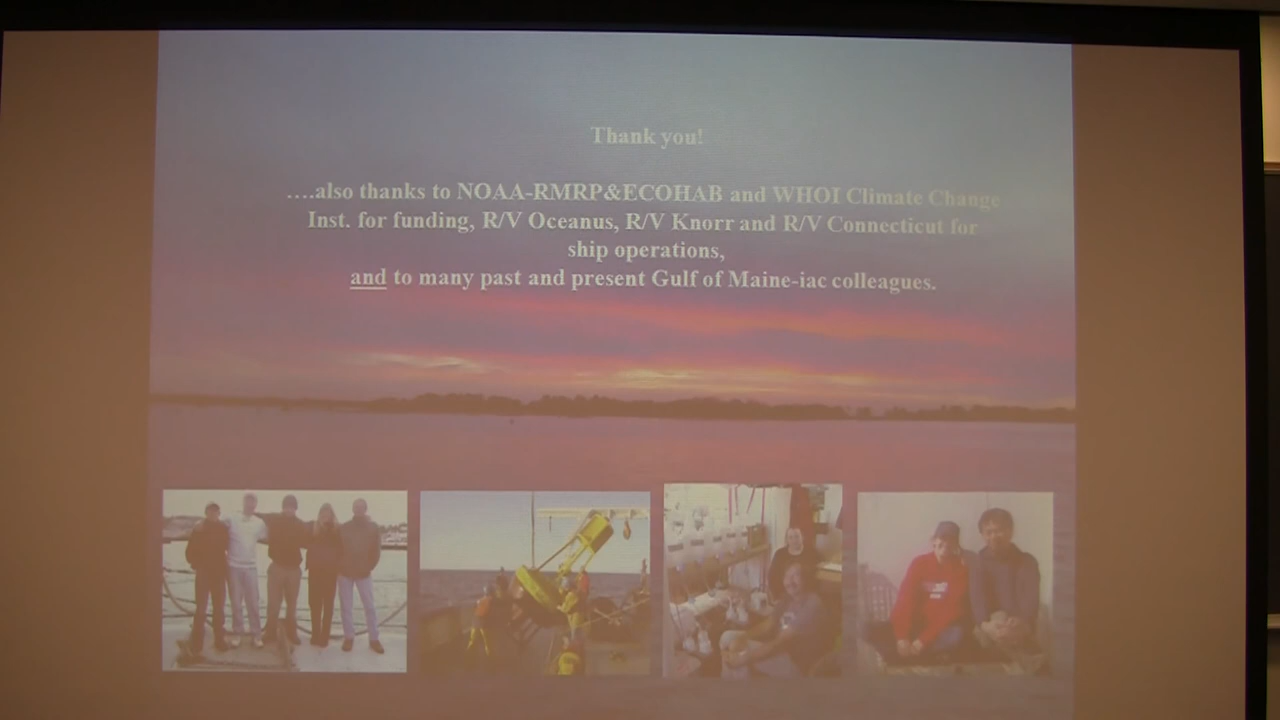 Thank you!
….also thanks to NOAA-RMRP&ECOHAB and WHOI Climate Change
Inst. for funding, R/V Oceanus, R/V Knorr and R/V Connecticut for
ship operations,
and to many past and present Gulf of Maine-iac colleagues.